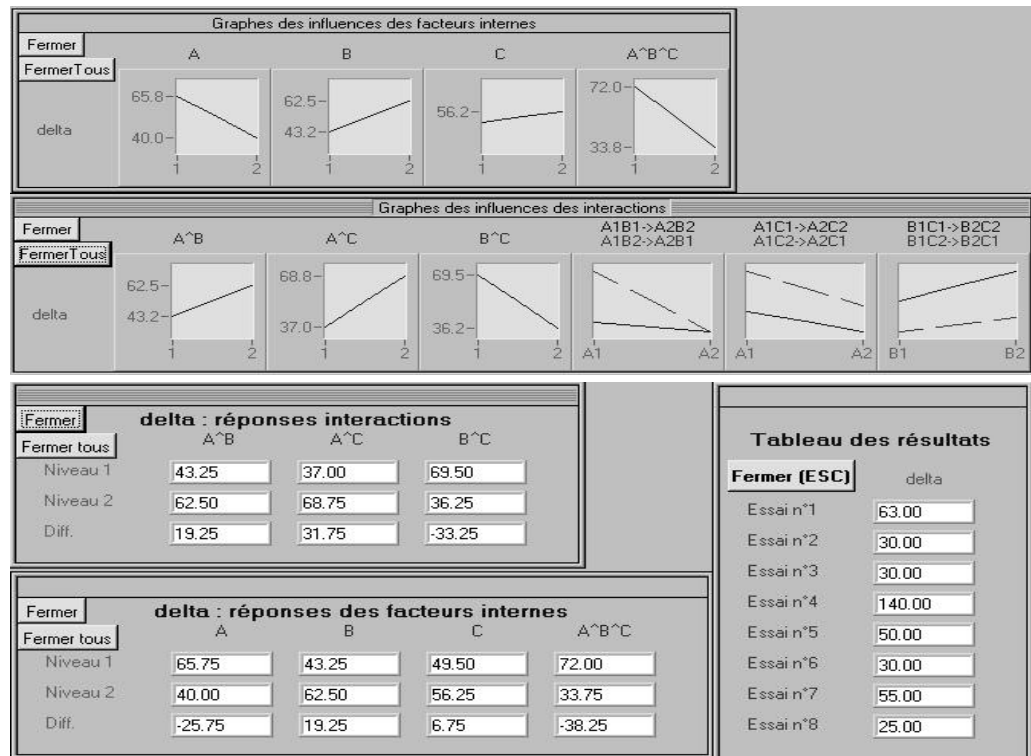 Graphes des influences des facteurs internes
Fermer
FermerTous
A B C A^B^C
delta
65.8 62.5 56.2 72.0
40.0 43.2 33.8
1 2 1 2 1 2 1 2
Graphes des influences des interactions
Fermer
FermerTous
A^B A^C B^C A1B1->A2B2 A1C1->A2C2 B1C1->B2C2
A1B2->A2B1 A1C2->A2C1 B1C2->B2C1
delta
62.5 68.8 69.5
43.2 37.0 36.2
1 2 1 2 1 2 A1 A2 A1 A2 B1 B2
Fermer delta : réponses interactions
Fermer tous A^B A^C B^C
Niveau 1 43.25 37.00 69.50
Niveau 2 62.50 68.75 36.25
Diff. 19.25 31.75 -33.25
Fermer delta : réponses des facteurs internes
Fermer tous A B C A^B^C
Niveau 1 65.75 43.25 49.50 72.00
Niveau 2 40.00 62.50 56.25 33.75
Diff. -25.75 19.25 6.75 -38.25
Tableau des résultats
Fermer (ESC) delta
Essai n°1 63.00
Essai n°2 30.00
Essai n°3 30.00
Essai n°4 140.00
Essai n°5 50.00
Essai n°6 30.00
Essai n°7 55.00
Essai n°8 25.00